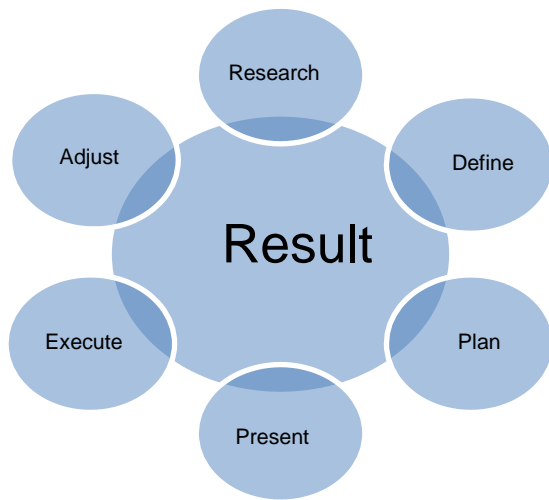 Research
Adjust
Define
Result
Execute
Plan
Present